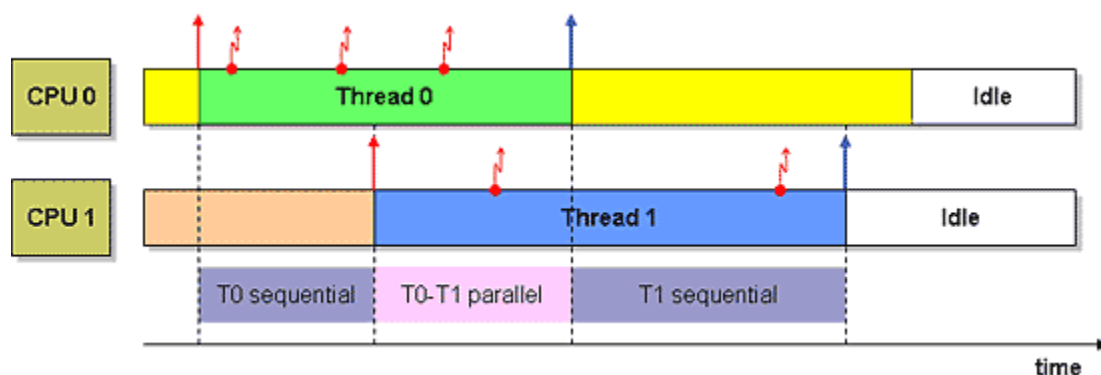 CPU 0
Thread 0
Idle
CPU 1
Thread 1
Idle
T0 sequential
T0-T1 parallel
T1 sequential
time